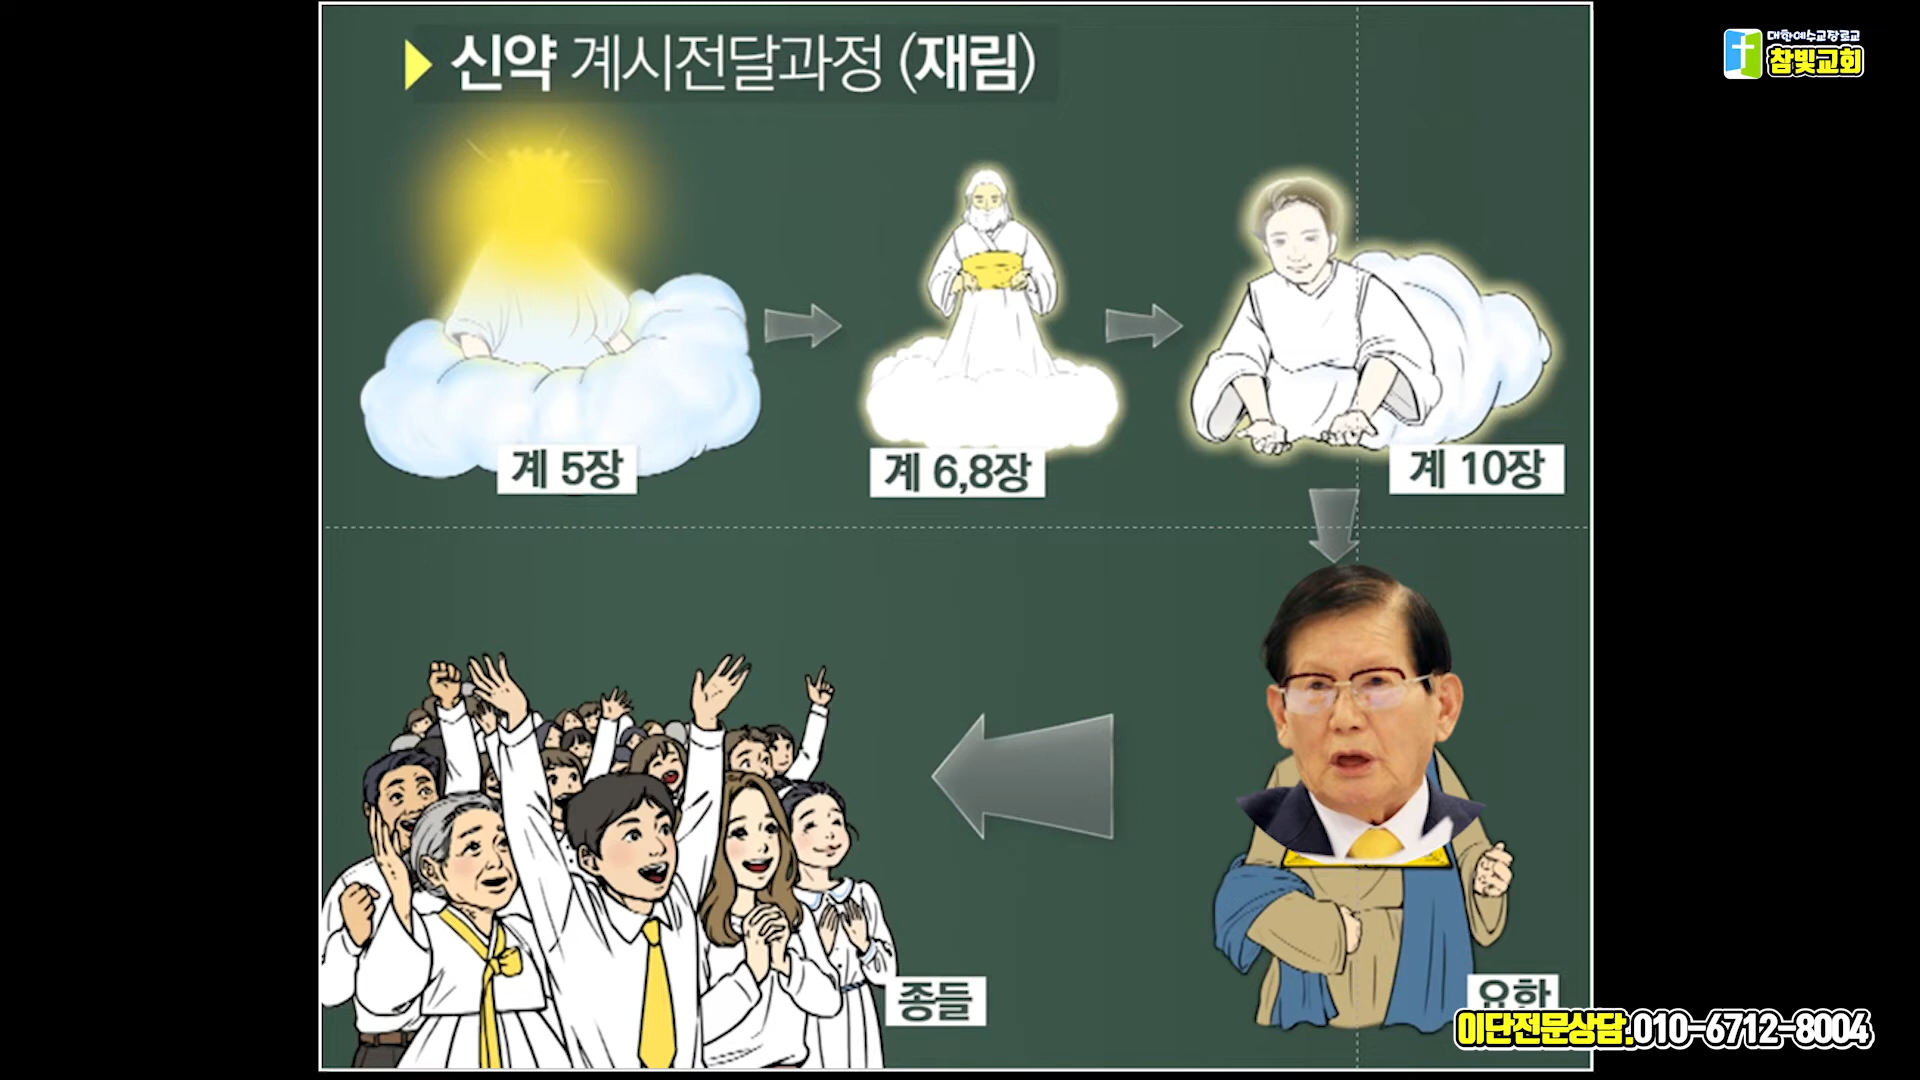 신약 계시전달과정 (재림)
대한예수교장로교
참빛교회
계 5장
계 6,8장
계 10장
종들
요한
이단전문상담.010-6712-8004